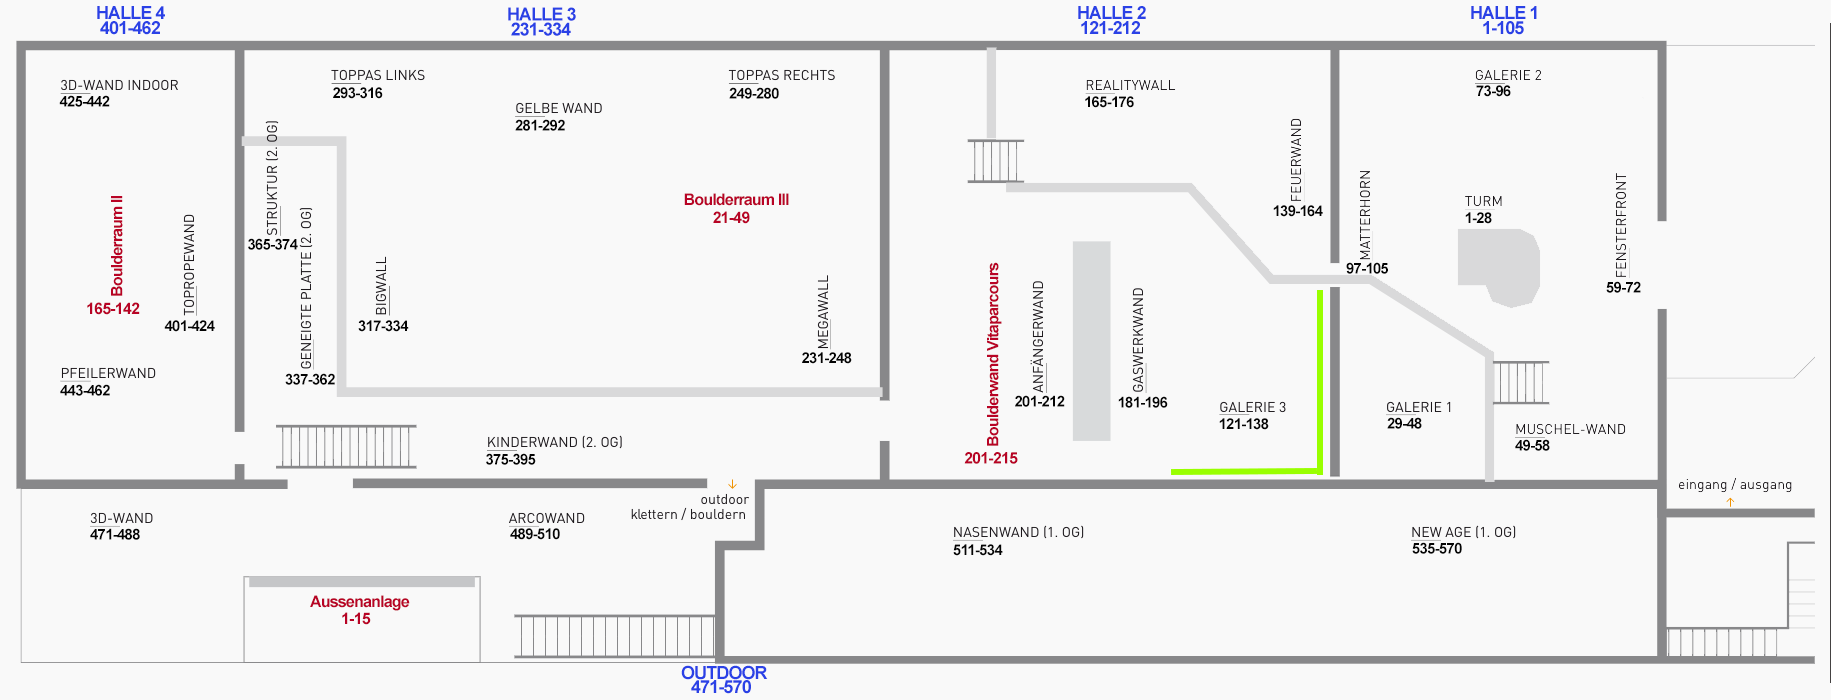 HALLE 4
401-462
HALLE 3
231-334
HALLE 2
121-212
HALLE 1
1-105
3D-WAND INDOOR
425-442
Boulderraum II
165-142
TOPROPEWAND
401-424
PFEILERWAND
443-462
TOPPAS LINKS
293-316
GELBE WAND
281-292
TOPPAS RECHTS
249-280
STRUKTUR (2. OG)
365-374
GENEIGTE PLATTE (2. OG)
337-362
BIGWALL
317-334
Boulderraum III
21-49
MEGAWALL
231-248
KINDERWAND (2. OG)
375-395
REALITYWALL
165-176
FEUERWAND
139-164
Boulderwand Vitaparcours
201-215
ANFÄNGERWAND
201-212
GASWERKWAND
181-196
GALERIE 3
121-138
GALERIE 2
73-96
MATTERHORN
97-105
TURM
1-28
FENSTERFRONT
59-72
GALERIE 1
29-48
MUSCHEL-WAND
49-58
eingang / ausgang
outdoor
klettern / bouldern
3D-WAND
471-488
ARCOWAND
489-510
NASENWAND (1. OG)
511-534
NEW AGE (1. OG)
535-570
Aussenanlage
1-15
OUTDOOR
471-570